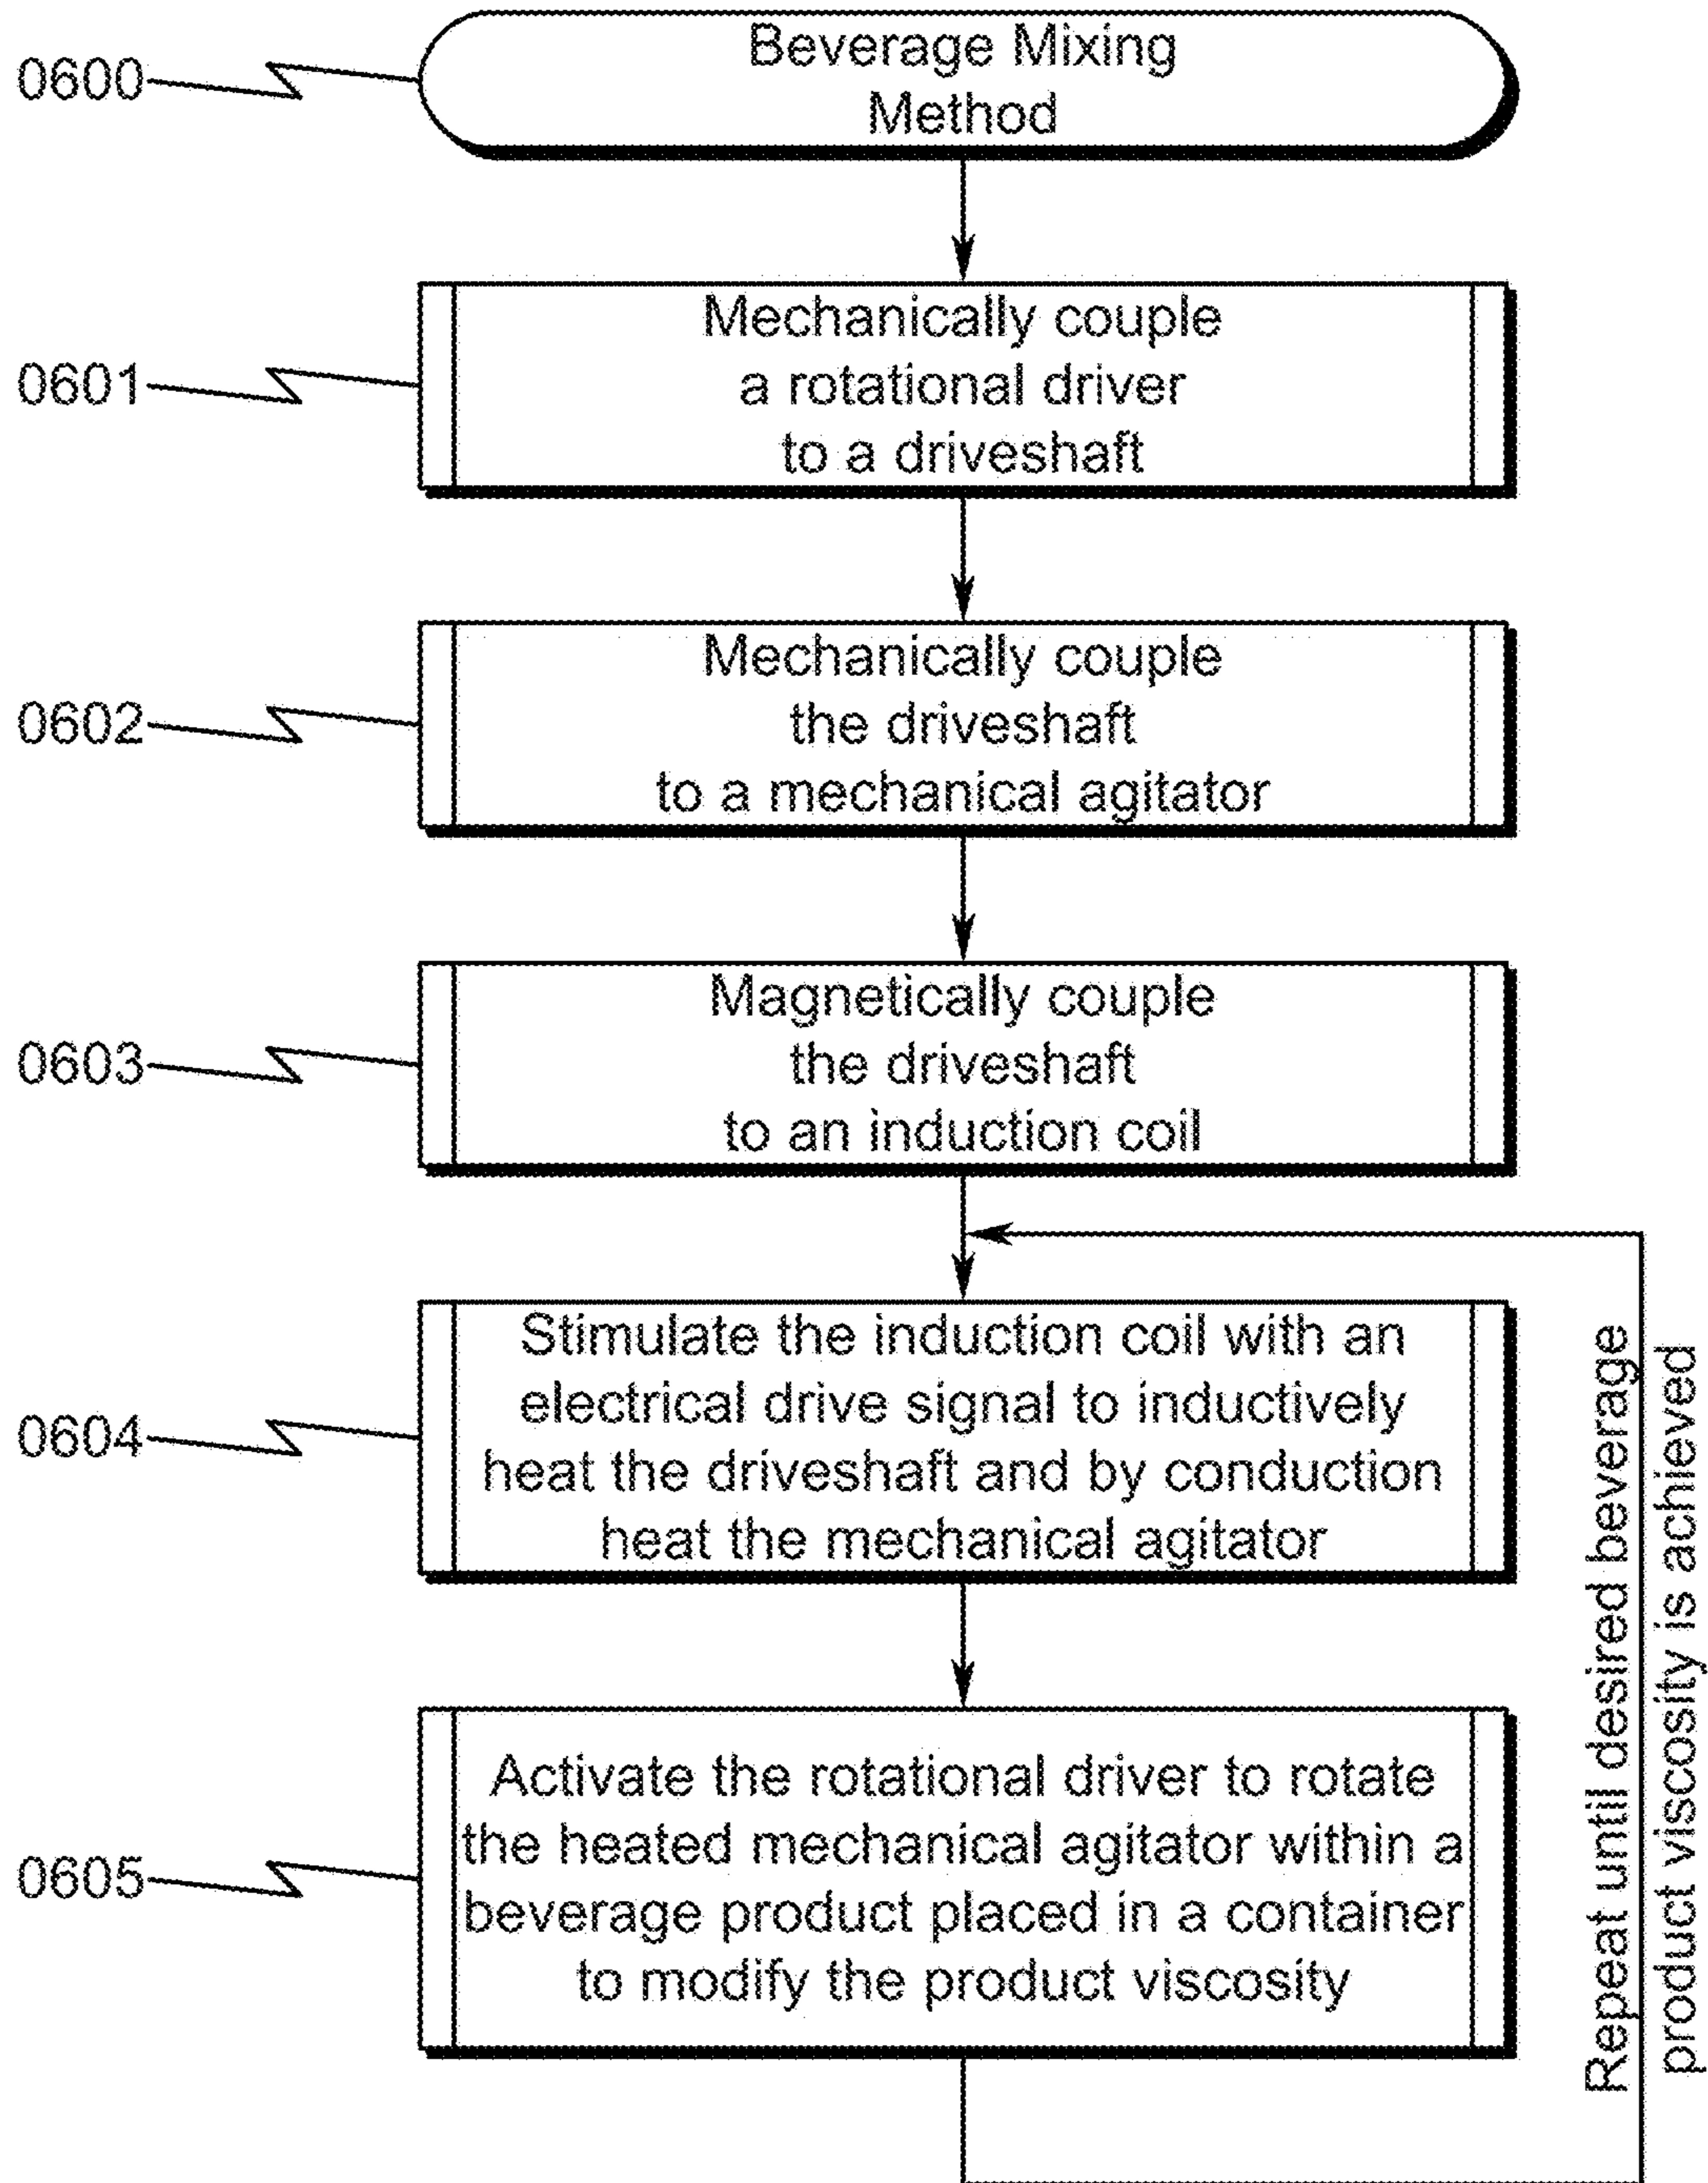 0600
Beverage Mixing
Method
0601
Mechanically couple
a rotational driver
to a driveshaft
0602
Mechanically couple
the driveshaft
to a mechanical agitator
0603
Magnetically couple
the driveshaft
to an induction coil
0604
Stimulate the induction coil with an
electrical drive signal to inductively
heat the driveshaft and by conduction
heat the mechanical agitator
0605
Activate the rotational driver to rotate
the heated mechanical agitator within a
beverage product placed in a container
to modify the product viscosity
Repeat until desired beverage
product viscosity is achieved